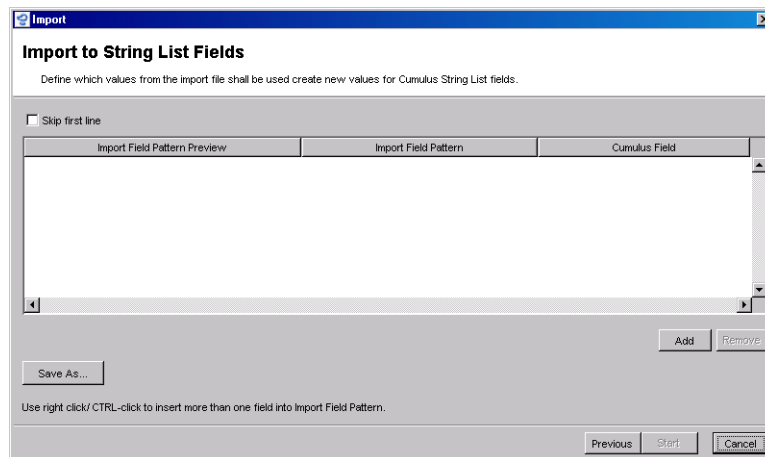 Import
Import to String List Fields
Define which values from the import file shall be used create new values for Cumulus String List fields.
Skip first line
Import Field Pattern Preview Import Field Pattern Cumulus Field
Add Remove
Save As...
Use right click/ CTRL-click to insert more than one field into Import Field Pattern.
Previous Start Cancel